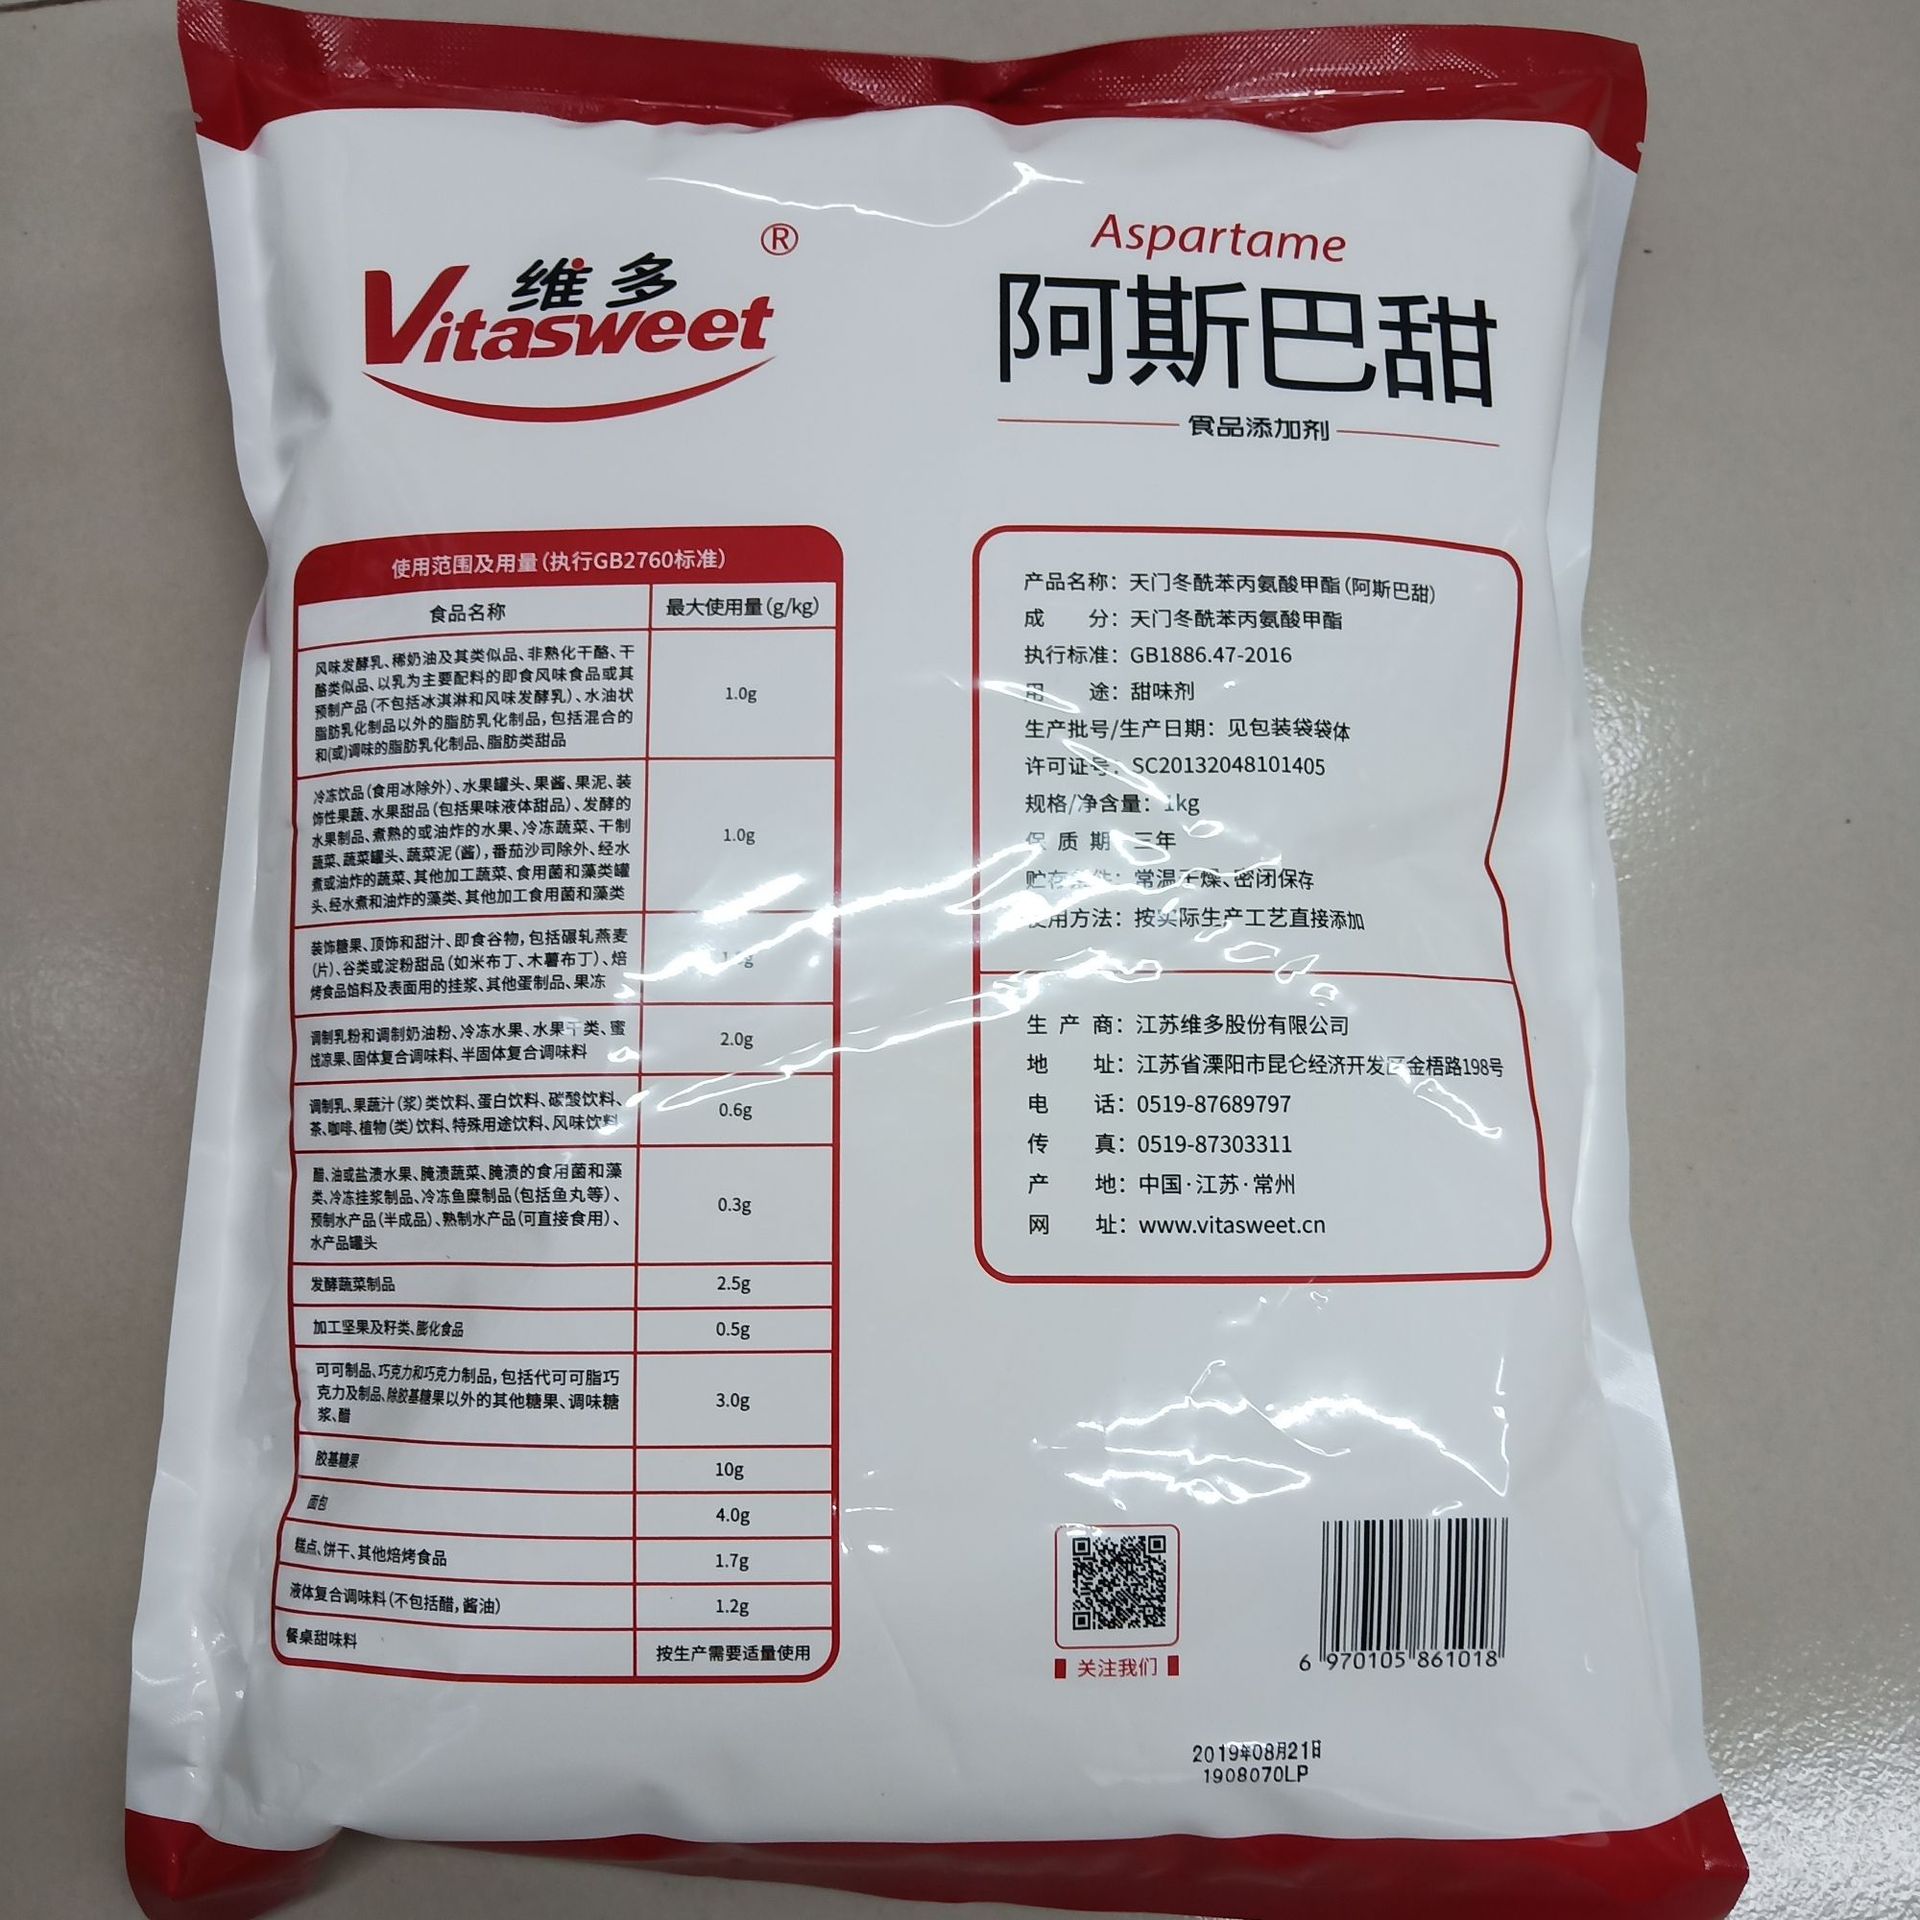 维多
Vitasweet
®
Aspartame
阿斯巴甜
食品添加剂
使用范围及用量(执行GB2760标准)
食品名称 最大使用量(g/kg)
风味发酵乳、稀奶油及其类似品、非熟化干酪、干
酪类似品、以乳为主要配料的即食风味食品或其
预制产品(不包括冰淇淋和风味发酵乳)、水油状
脂肪乳化制品以外的脂肪乳化制品,包括混合的
和(或)调味的脂肪乳化制品、脂肪类甜品
1.0g
冷冻饮品(食用冰除外)、水果罐头、果酱、果泥、装
饰性果蔬、水果甜品(包括果味液体甜品)、发酵的
水果制品、煮熟的或油炸的水果、冷冻蔬菜、干制
蔬菜、蔬菜罐头、蔬菜泥(酱),番茄沙司除外、经水
煮或油炸的蔬菜、其他加工蔬菜、食用菌和藻类罐
头、经水煮和油炸的藻类、其他加工食用菌和藻类
1.0g
装饰糖果、顶饰和甜汁、即食谷物,包括碾轧燕麦
(片)、谷类或淀粉甜品(如米布丁、木薯布丁)、焙
烤食品馅料及表面用的挂浆、其他蛋制品、果冻
调制乳粉和调制奶油粉、冷冻水果、水果干类、蜜
饯凉果、固体复合调味料、半固体复合调味料
2.0g
调制乳、果蔬汁(浆)类饮料、蛋白饮料、碳酸饮料、
茶、咖啡、植物(类)饮料、特殊用途饮料、风味饮料
0.6g
醋、油或盐渍水果、腌渍蔬菜、腌渍的食用菌和藻
类、冷冻挂浆制品、冷冻鱼糜制品(包括鱼丸等)、
预制水产品(半成品)、熟制水产品(可直接食用)、
水产品罐头
0.3g
发酵蔬菜制品 2.5g
加工坚果及籽类、膨化食品 0.5g
可可制品、巧克力和巧克力制品,包括代可可脂巧
克力及制品、除胶基糖果以外的其他糖果、调味糖
浆、醋
3.0g
胶基糖果 10g
面包 4.0g
糕点、饼干、其他焙烤食品 1.7g
液体复合调味料(不包括醋,酱油) 1.2g
餐桌甜味料 按生产需要适量使用
产品名称：天门冬酰苯丙氨酸甲酯(阿斯巴甜)
成 分：天门冬酰苯丙氨酸甲酯
执行标准：GB1886.47-2016
用 途：甜味剂
生产批号/生产日期：见包装袋袋体
许可证号：SC20132048101405
规格/净含量：1kg
保 质 期：三年
贮存条件：常温干燥、密闭保存
使用方法：按实际生产工艺直接添加
生 产 商：江苏维多股份有限公司
地 址：江苏省溧阳市昆仑经济开发区金梧路198号
电 话：0519-87689797
传 真：0519-87303311
产 地：中国·江苏·常州
网 址：www.vitasweet.cn
关注我们
6 970105 861018
2019年08月21日
1908070LP